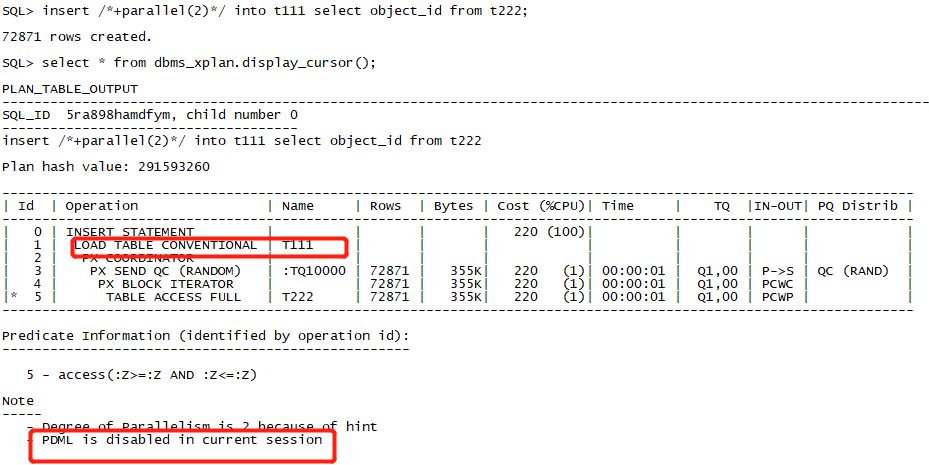 SQL> insert /*+parallel(2)*/ into t111 select object_id from t222;
72871 rows created.
SQL> select * from dbms_xplan.display_cursor();
PLAN_TABLE_OUTPUT
--------------------------------------------------------------------------------------------------------------------
SQL_ID  5ra898hamdfym, child number 0
-------------------------------------
insert /*+parallel(2)*/ into t111 select object_id from t222
Plan hash value: 291593260
------------------------------------------------------------------------------------------------------------------
| Id  | Operation                | Name     | Rows  | Bytes | Cost (%CPU)| Time     |    TQ  |IN-OUT| PQ Distrib |
------------------------------------------------------------------------------------------------------------------
|   0 | INSERT STATEMENT         |          |       |       |   220 (100)|          |        |      |            |
|   1 |  LOAD TABLE CONVENTIONAL | T111     |       |       |            |          |        |      |            |
|   2 |   PX COORDINATOR         |          |       |       |            |          |        |      |            |
|   3 |    PX SEND QC (RANDOM)   | :TQ10000 | 72871 |   355K|   220   (1)| 00:00:01 |  Q1,00 | P->S | QC (RAND)  |
|   4 |     PX BLOCK ITERATOR    |          | 72871 |   355K|   220   (1)| 00:00:01 |  Q1,00 | PCWC |            |
|*  5 |      TABLE ACCESS FULL   | T222     | 72871 |   355K|   220   (1)| 00:00:01 |  Q1,00 | PCWP |            |
------------------------------------------------------------------------------------------------------------------
Predicate Information (identified by operation id):
---------------------------------------------------
5 - access(:Z>=:Z AND :Z<=:Z)
Note
-----
- Degree of Parallelism is 2 because of hint
- PDML is disabled in current session